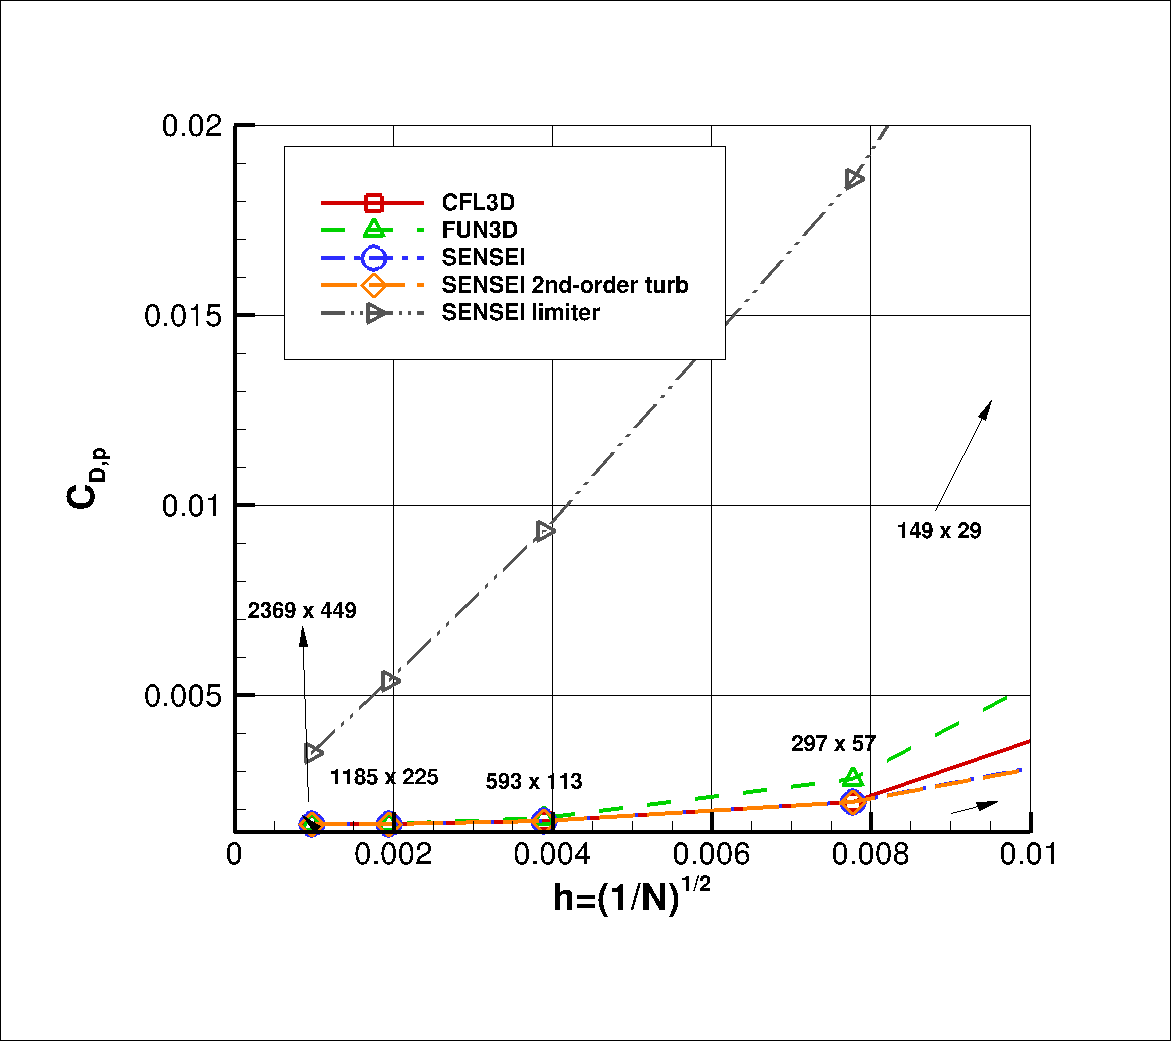 0.02
CFL3D
FUN3D
SENSEI
SENSEI 2nd-order turb
SENSEI limiter
0.015
C_D,p
0.01
149 x 29
2369 x 449
0.005
297 x 57
1185 x 225
593 x 113
0 0.002 0.004 0.006 0.008 0.01
h=(1/N)^1/2